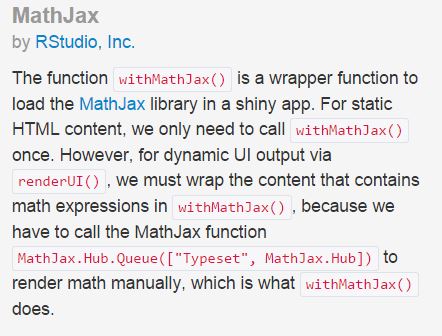 MathJax
by RStudio, Inc.
The function withMathJax() is a wrapper function to
load the MathJax library in a shiny app. For static
HTML content, we only need to call withMathJax()
once. However, for dynamic UI output via
renderUI() , we must wrap the content that contains
math expressions in withMathJax() , because we
have to call the MathJax function
MathJax.Hub.Queue(["Typeset", MathJax.Hub]) to
render math manually, which is what withMathJax()
does.